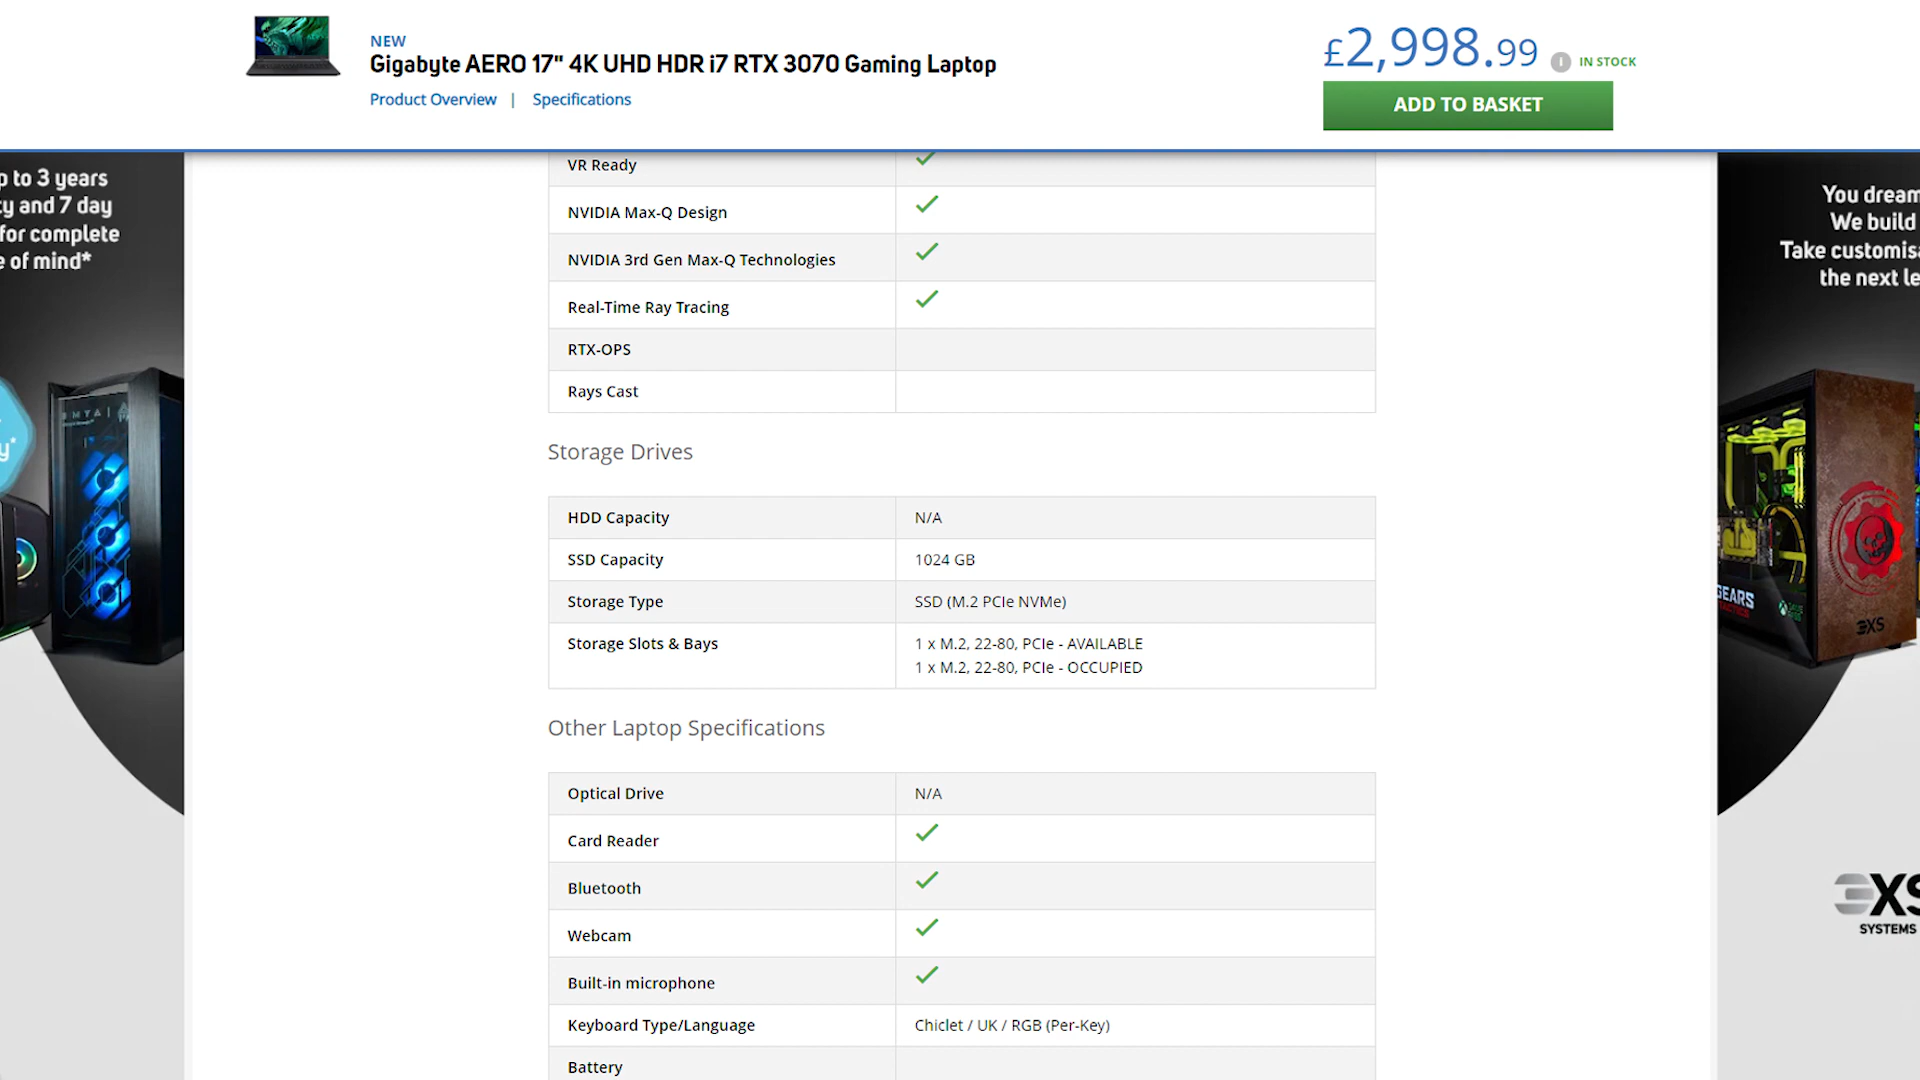 NEW
Gigabyte AERO 17" 4K UHD HDR i7 RTX 3070 Gaming Laptop
Product Overview | Specifications
£2,998.99 i IN STOCK
ADD TO BASKET
p to 3 years
y and 7 day
for complete
e of mind*
You dream
We build
Take customisa
the next le
VR Ready
NVIDIA Max-Q Design
NVIDIA 3rd Gen Max-Q Technologies
Real-Time Ray Tracing
RTX-OPS
Rays Cast
Storage Drives
HDD Capacity N/A
SSD Capacity 1024 GB
Storage Type SSD (M.2 PCIe NVMe)
Storage Slots & Bays 1 x M.2, 22-80, PCIe - AVAILABLE
1 x M.2, 22-80, PCIe - OCCUPIED
Other Laptop Specifications
Optical Drive N/A
Card Reader
Bluetooth
Webcam
Built-in microphone
Keyboard Type/Language Chiclet / UK / RGB (Per-Key)
Battery
y*
GEARS
3XS
3XS
SYSTEMS